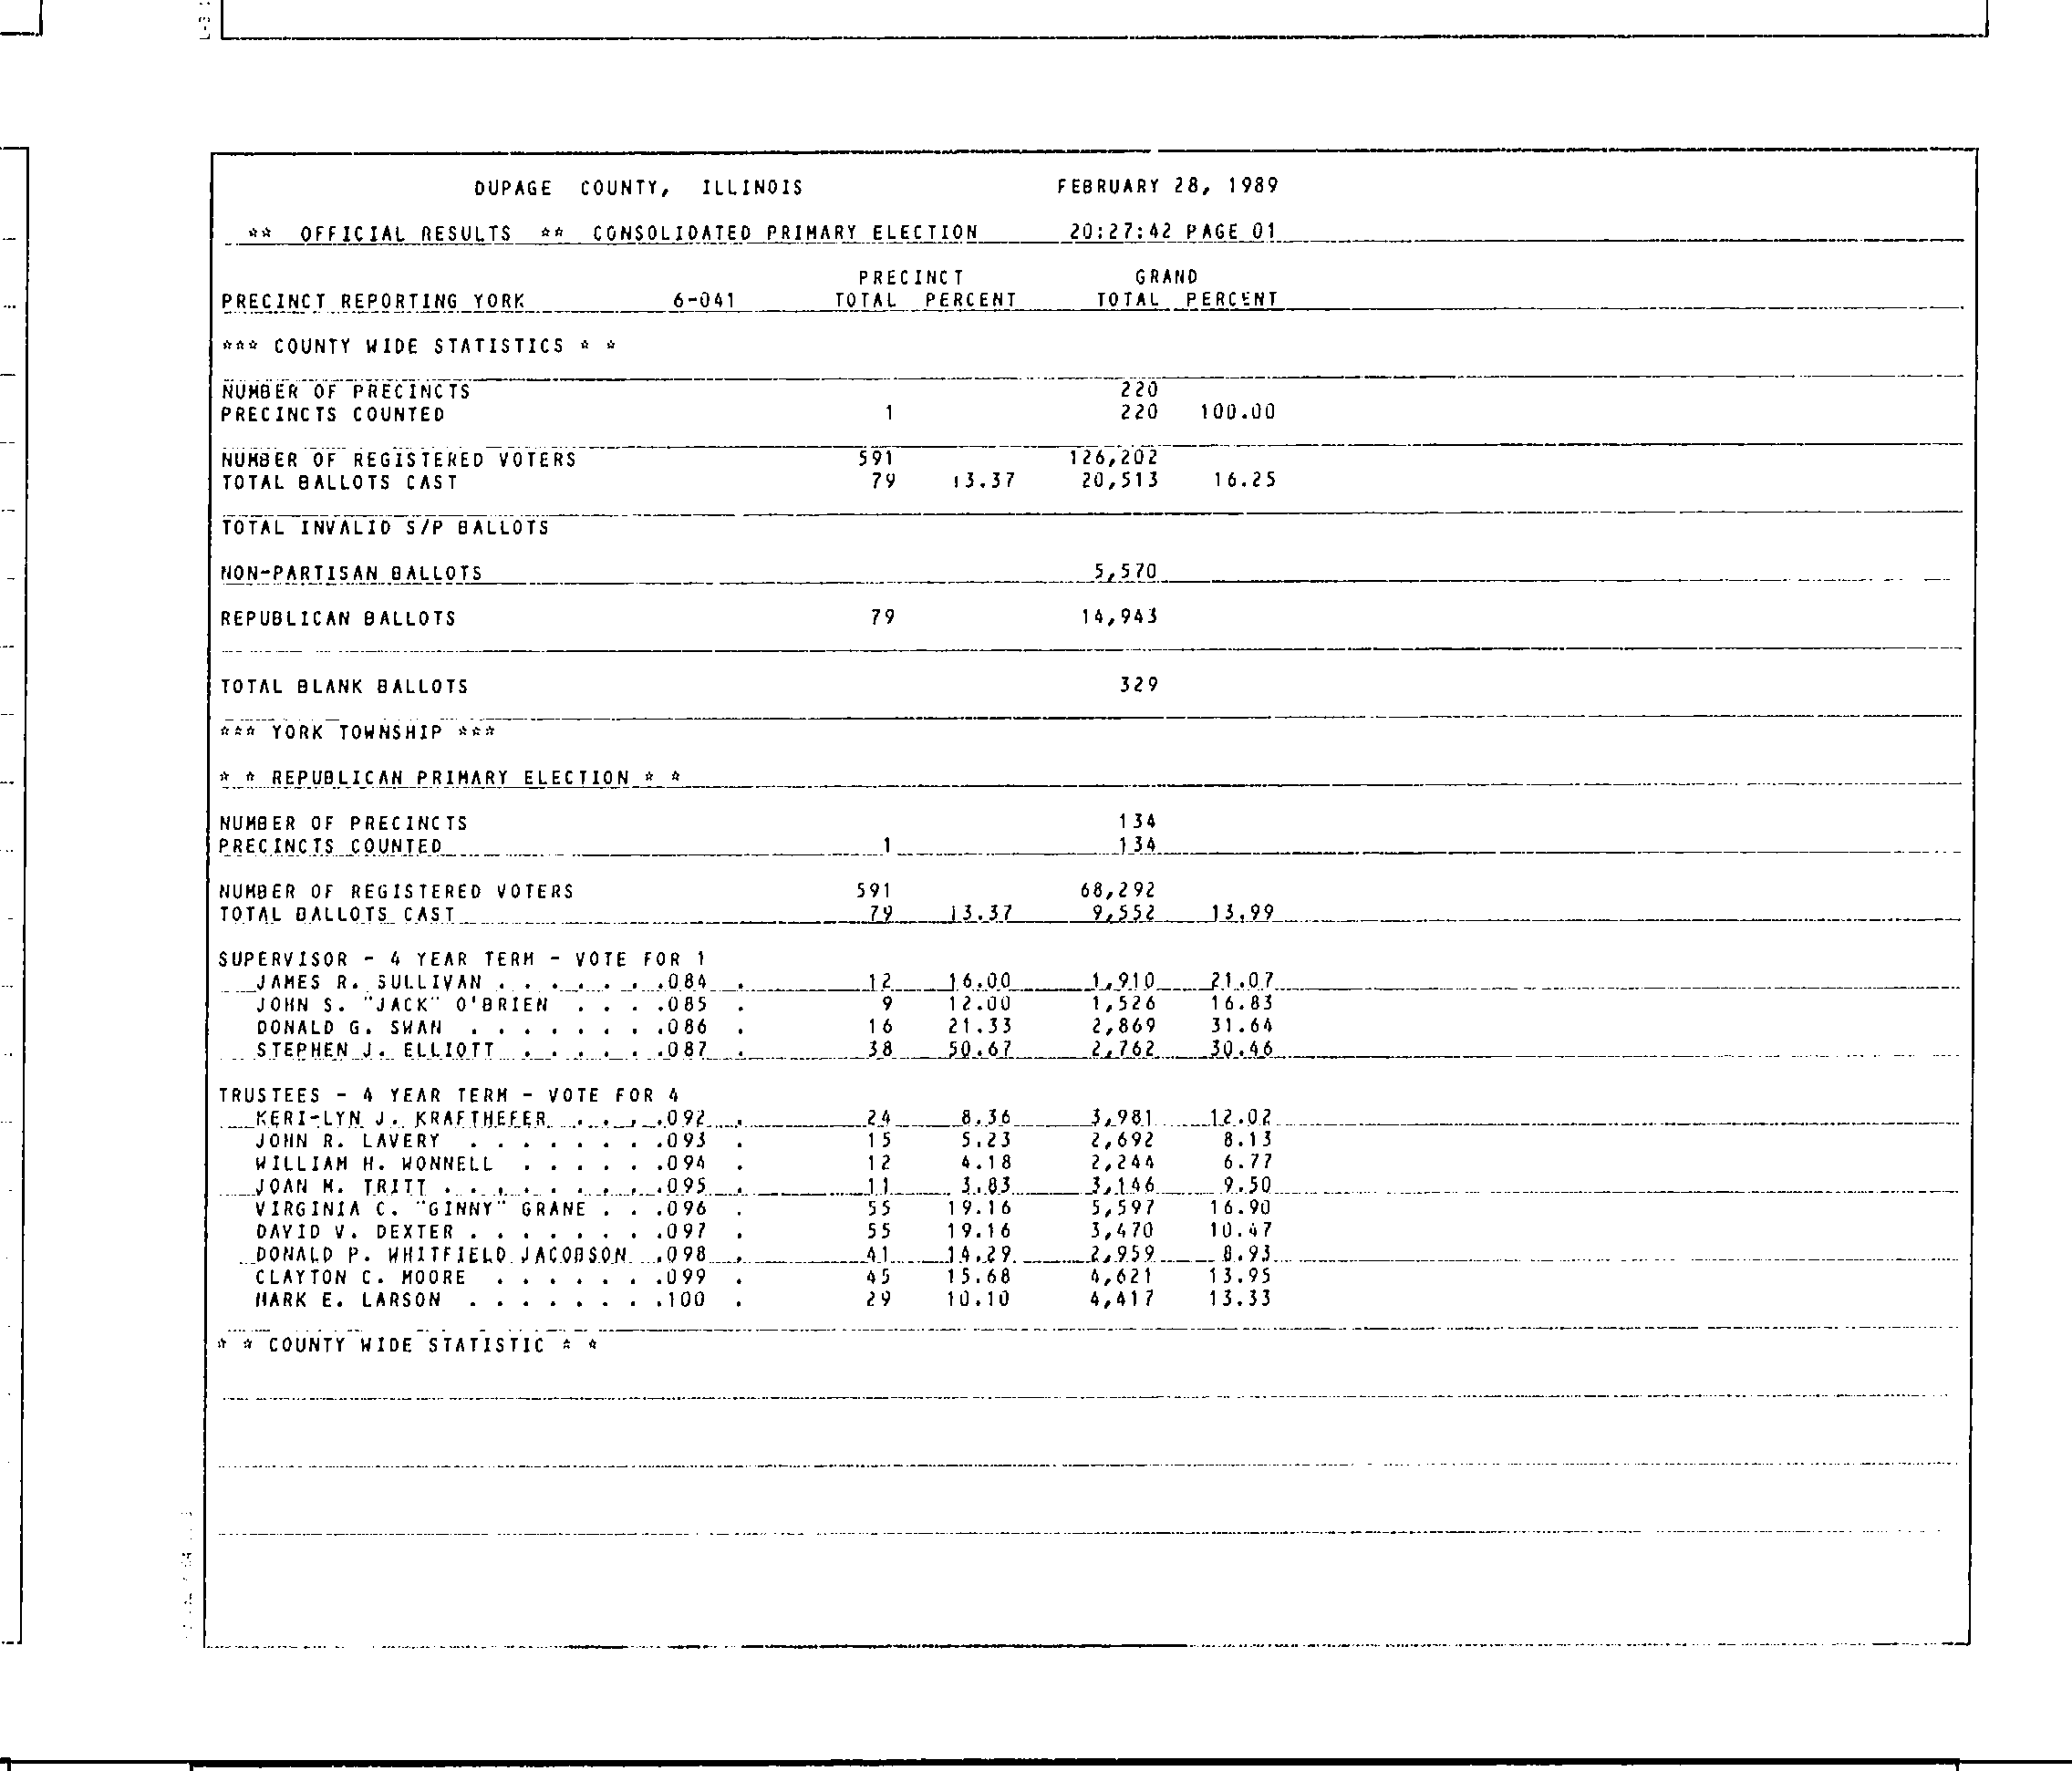 DUPAGE COUNTY, ILLINOIS FEBRUARY 28, 1989
** OFFICIAL RESULTS ** CONSOLIDATED PRIMARY ELECTION 20:27:42 PAGE 01
PRECINCT GRAND
PRECINCT REPORTING YORK 6-041 TOTAL PERCENT TOTAL PERCENT
*** COUNTY WIDE STATISTICS * *
NUMBER OF PRECINCTS 220
PRECINCTS COUNTED 1 220 100.00
NUMBER OF REGISTERED VOTERS 591 126,202
TOTAL BALLOTS CAST 79 13.37 20,513 16.25
TOTAL INVALID S/P BALLOTS
NON-PARTISAN BALLOTS 5,570
REPUBLICAN BALLOTS 79 14,943
TOTAL BLANK BALLOTS 329
*** YORK TOWNSHIP ***
* * REPUBLICAN PRIMARY ELECTION * *
NUMBER OF PRECINCTS 134
PRECINCTS COUNTED 1 134
NUMBER OF REGISTERED VOTERS 591 68,292
TOTAL BALLOTS CAST 79 13.37 9,552 13.99
SUPERVISOR - 4 YEAR TERM - VOTE FOR 1
JAMES R. SULLIVAN . . . . . . .084 . 12 16.00 1,910 21.07
JOHN S. "JACK" O'BRIEN . . . .085 . 9 12.00 1,526 16.83
DONALD G. SWAN . . . . . . . .086 . 16 21.33 2,869 31.64
STEPHEN J. ELLIOTT . . . . . .087 . 38 50.67 2,762 30.46
TRUSTEES - 4 YEAR TERM - VOTE FOR 4
KERI-LYN J. KRAFTHEFER . . . .092 . 24 8.36 3,981 12.02
JOHN R. LAVERY . . . . . . . .093 . 15 5.23 2,692 8.13
WILLIAM H. WONNELL . . . . . .094 . 12 4.18 2,244 6.77
JOAN M. TRITT . . . . . . . . .095 . 11 3.83 3,146 9.50
VIRGINIA C. "GINNY" GRANE . . .096 . 55 19.16 5,597 16.90
DAVID V. DEXTER . . . . . . . .097 . 55 19.16 3,470 10.47
DONALD P. WHITFIELD JACOBSON .098 . 41 14.29 2,959 8.93
CLAYTON C. MOORE . . . . . . .099 . 45 15.68 4,621 13.95
MARK E. LARSON . . . . . . . .100 . 29 10.10 4,417 13.33
* * COUNTY WIDE STATISTIC * *